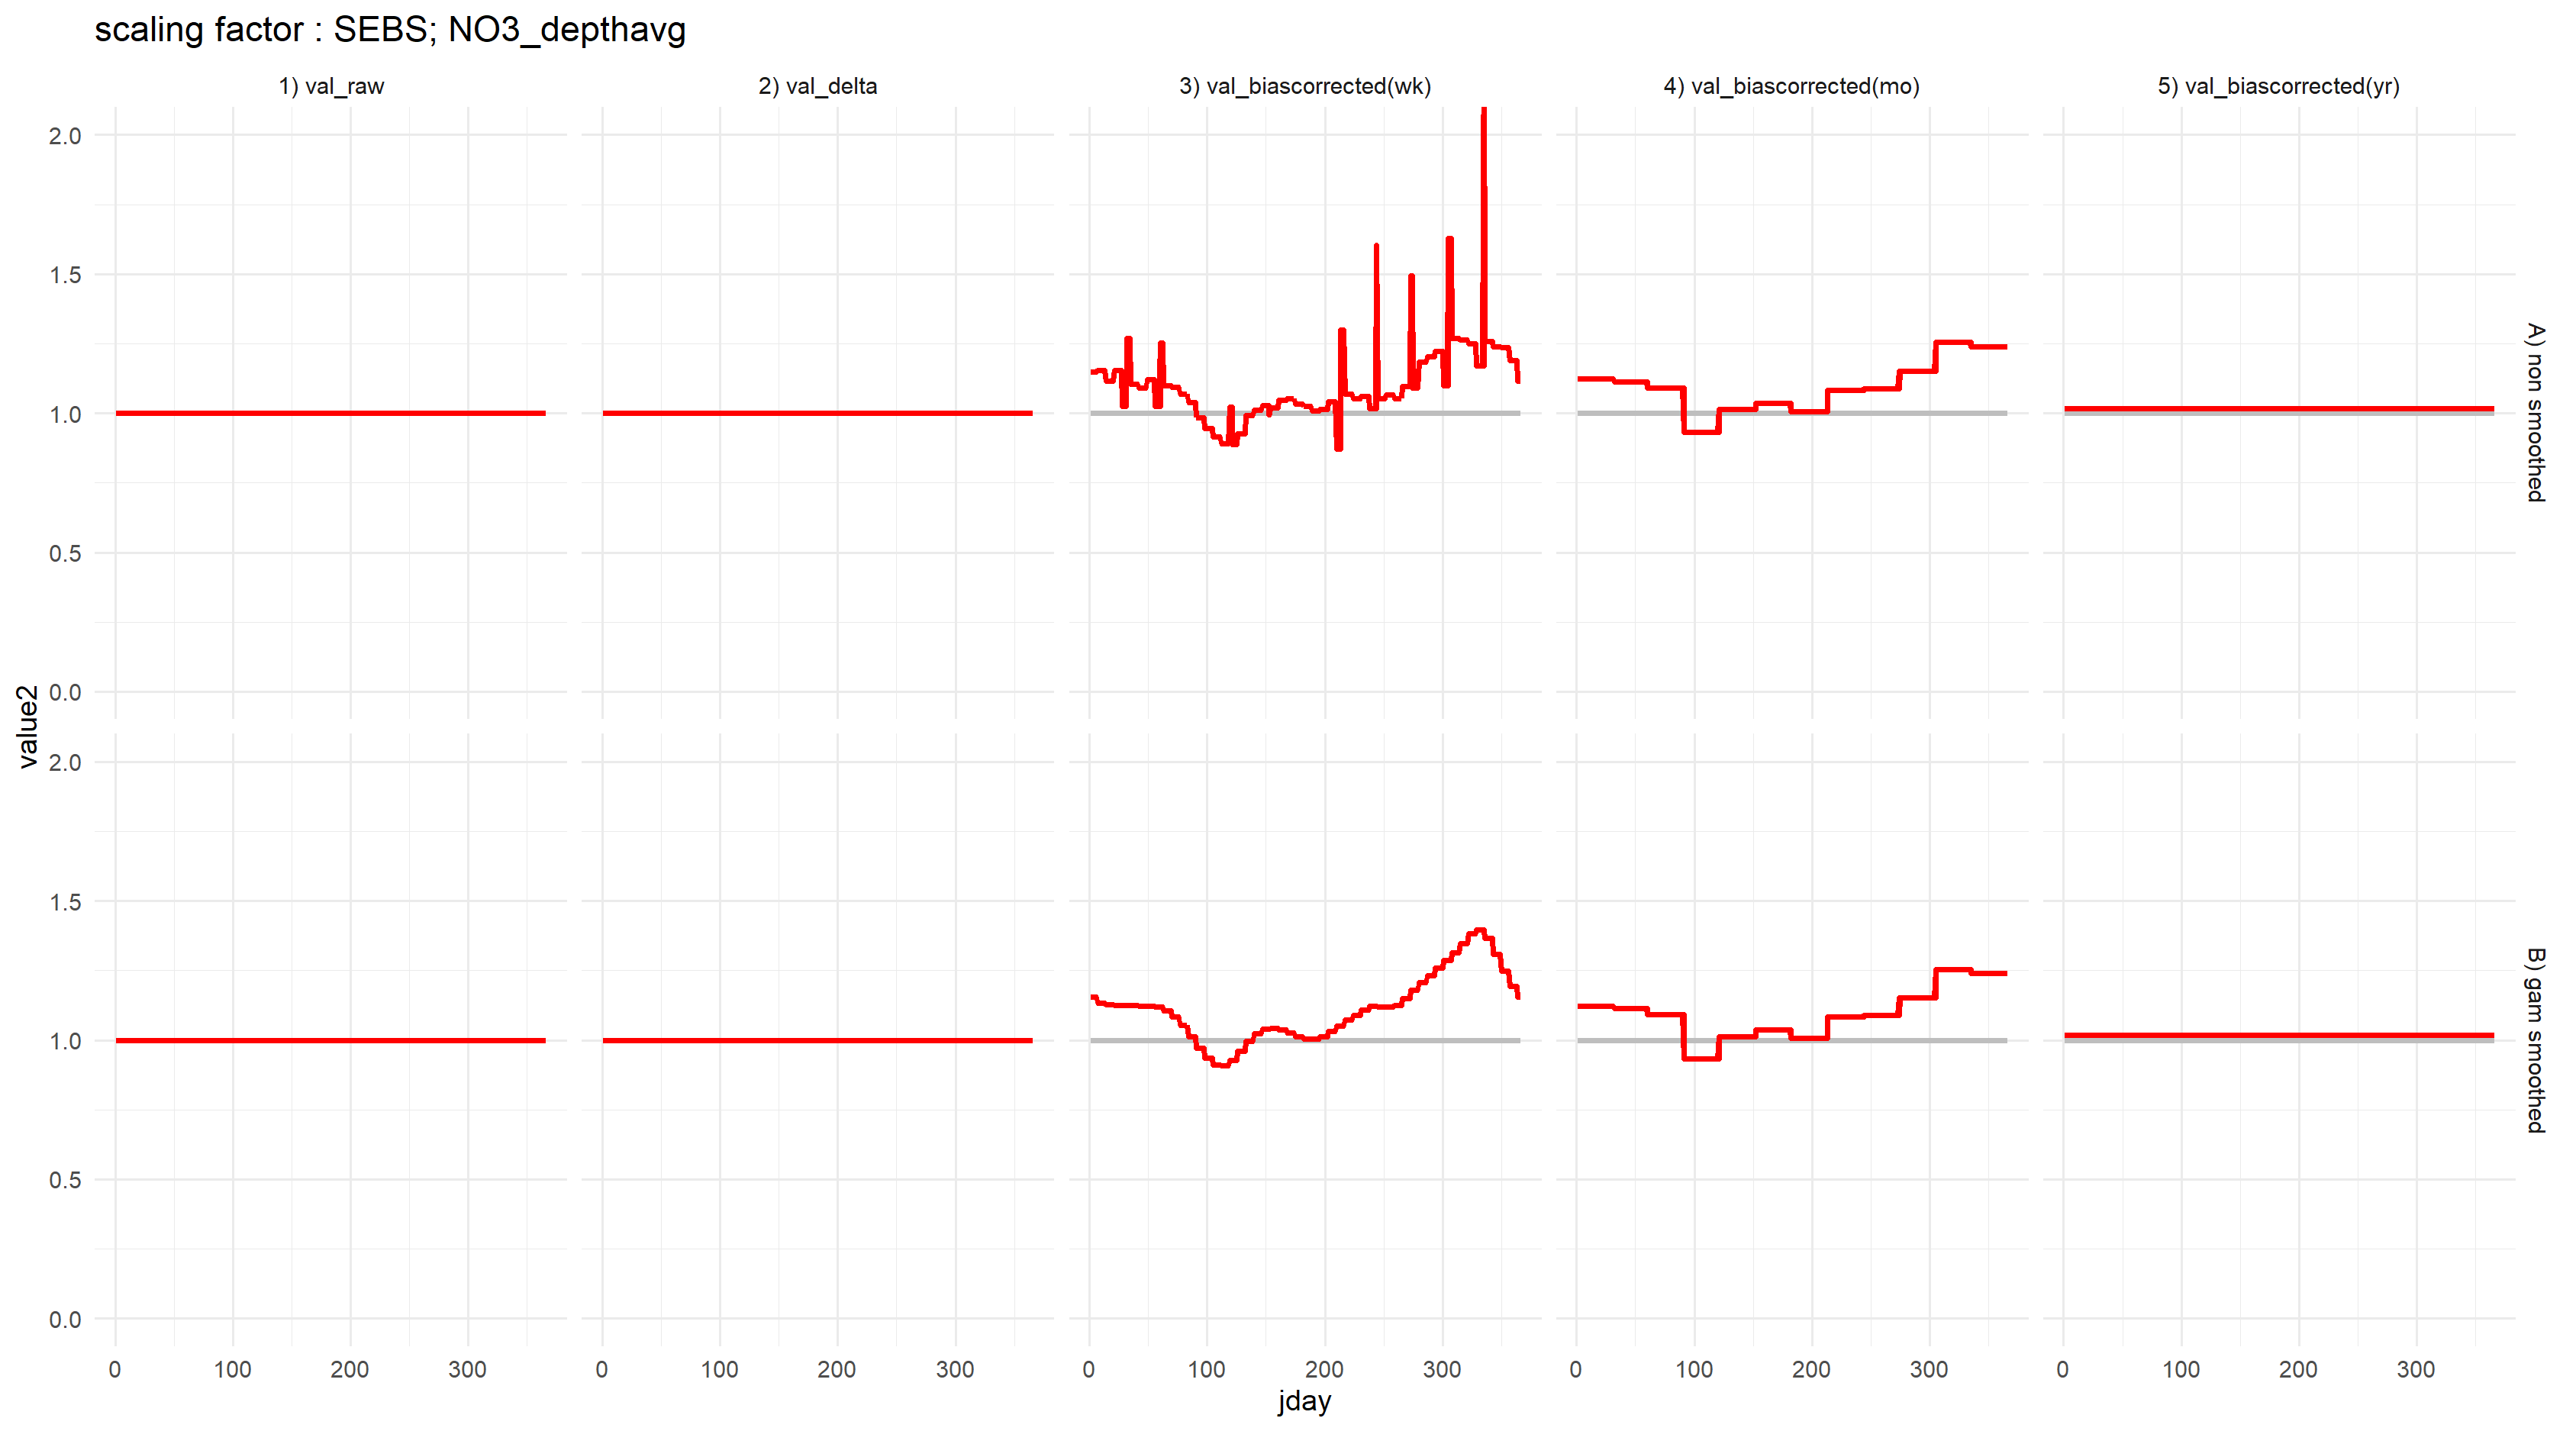 scaling factor : SEBS; NO3_depthavg
1) val_raw
2) val_delta
3) val_biascorrected(wk)
4) val_biascorrected(mo)
5) val_biascorrected(yr)
2.0
1.5
1.0
0.5
0.0
A) non smoothed
value2
2.0
1.5
1.0
0.5
0.0
B) gam smoothed
0 100 200 300
0 100 200 300
0 100 200 300
0 100 200 300
0 100 200 300
jday